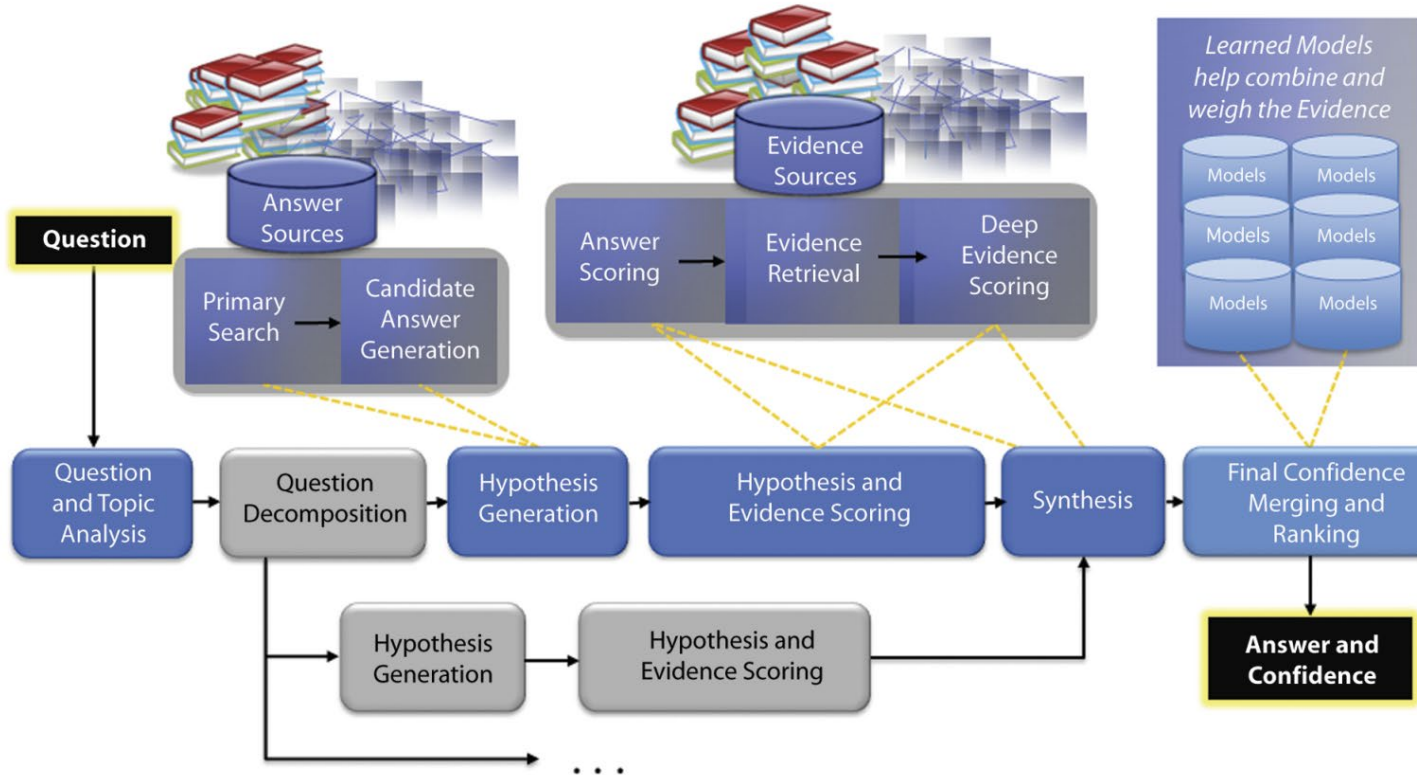 Learned Models
help combine and
weigh the Evidence
Answer
Sources
Evidence
Sources
Models
Models
Models
Models
Models
Models
Question
Primary
Search
Candidate
Answer
Generation
Answer
Scoring
Evidence
Retrieval
Deep
Evidence
Scoring
Question
and Topic
Analysis
Question
Decomposition
Hypothesis
Generation
Hypothesis and
Evidence Scoring
Synthesis
Final Confidence
Merging and
Ranking
Hypothesis
Generation
Hypothesis and
Evidence Scoring
Answer and
Confidence
. . .